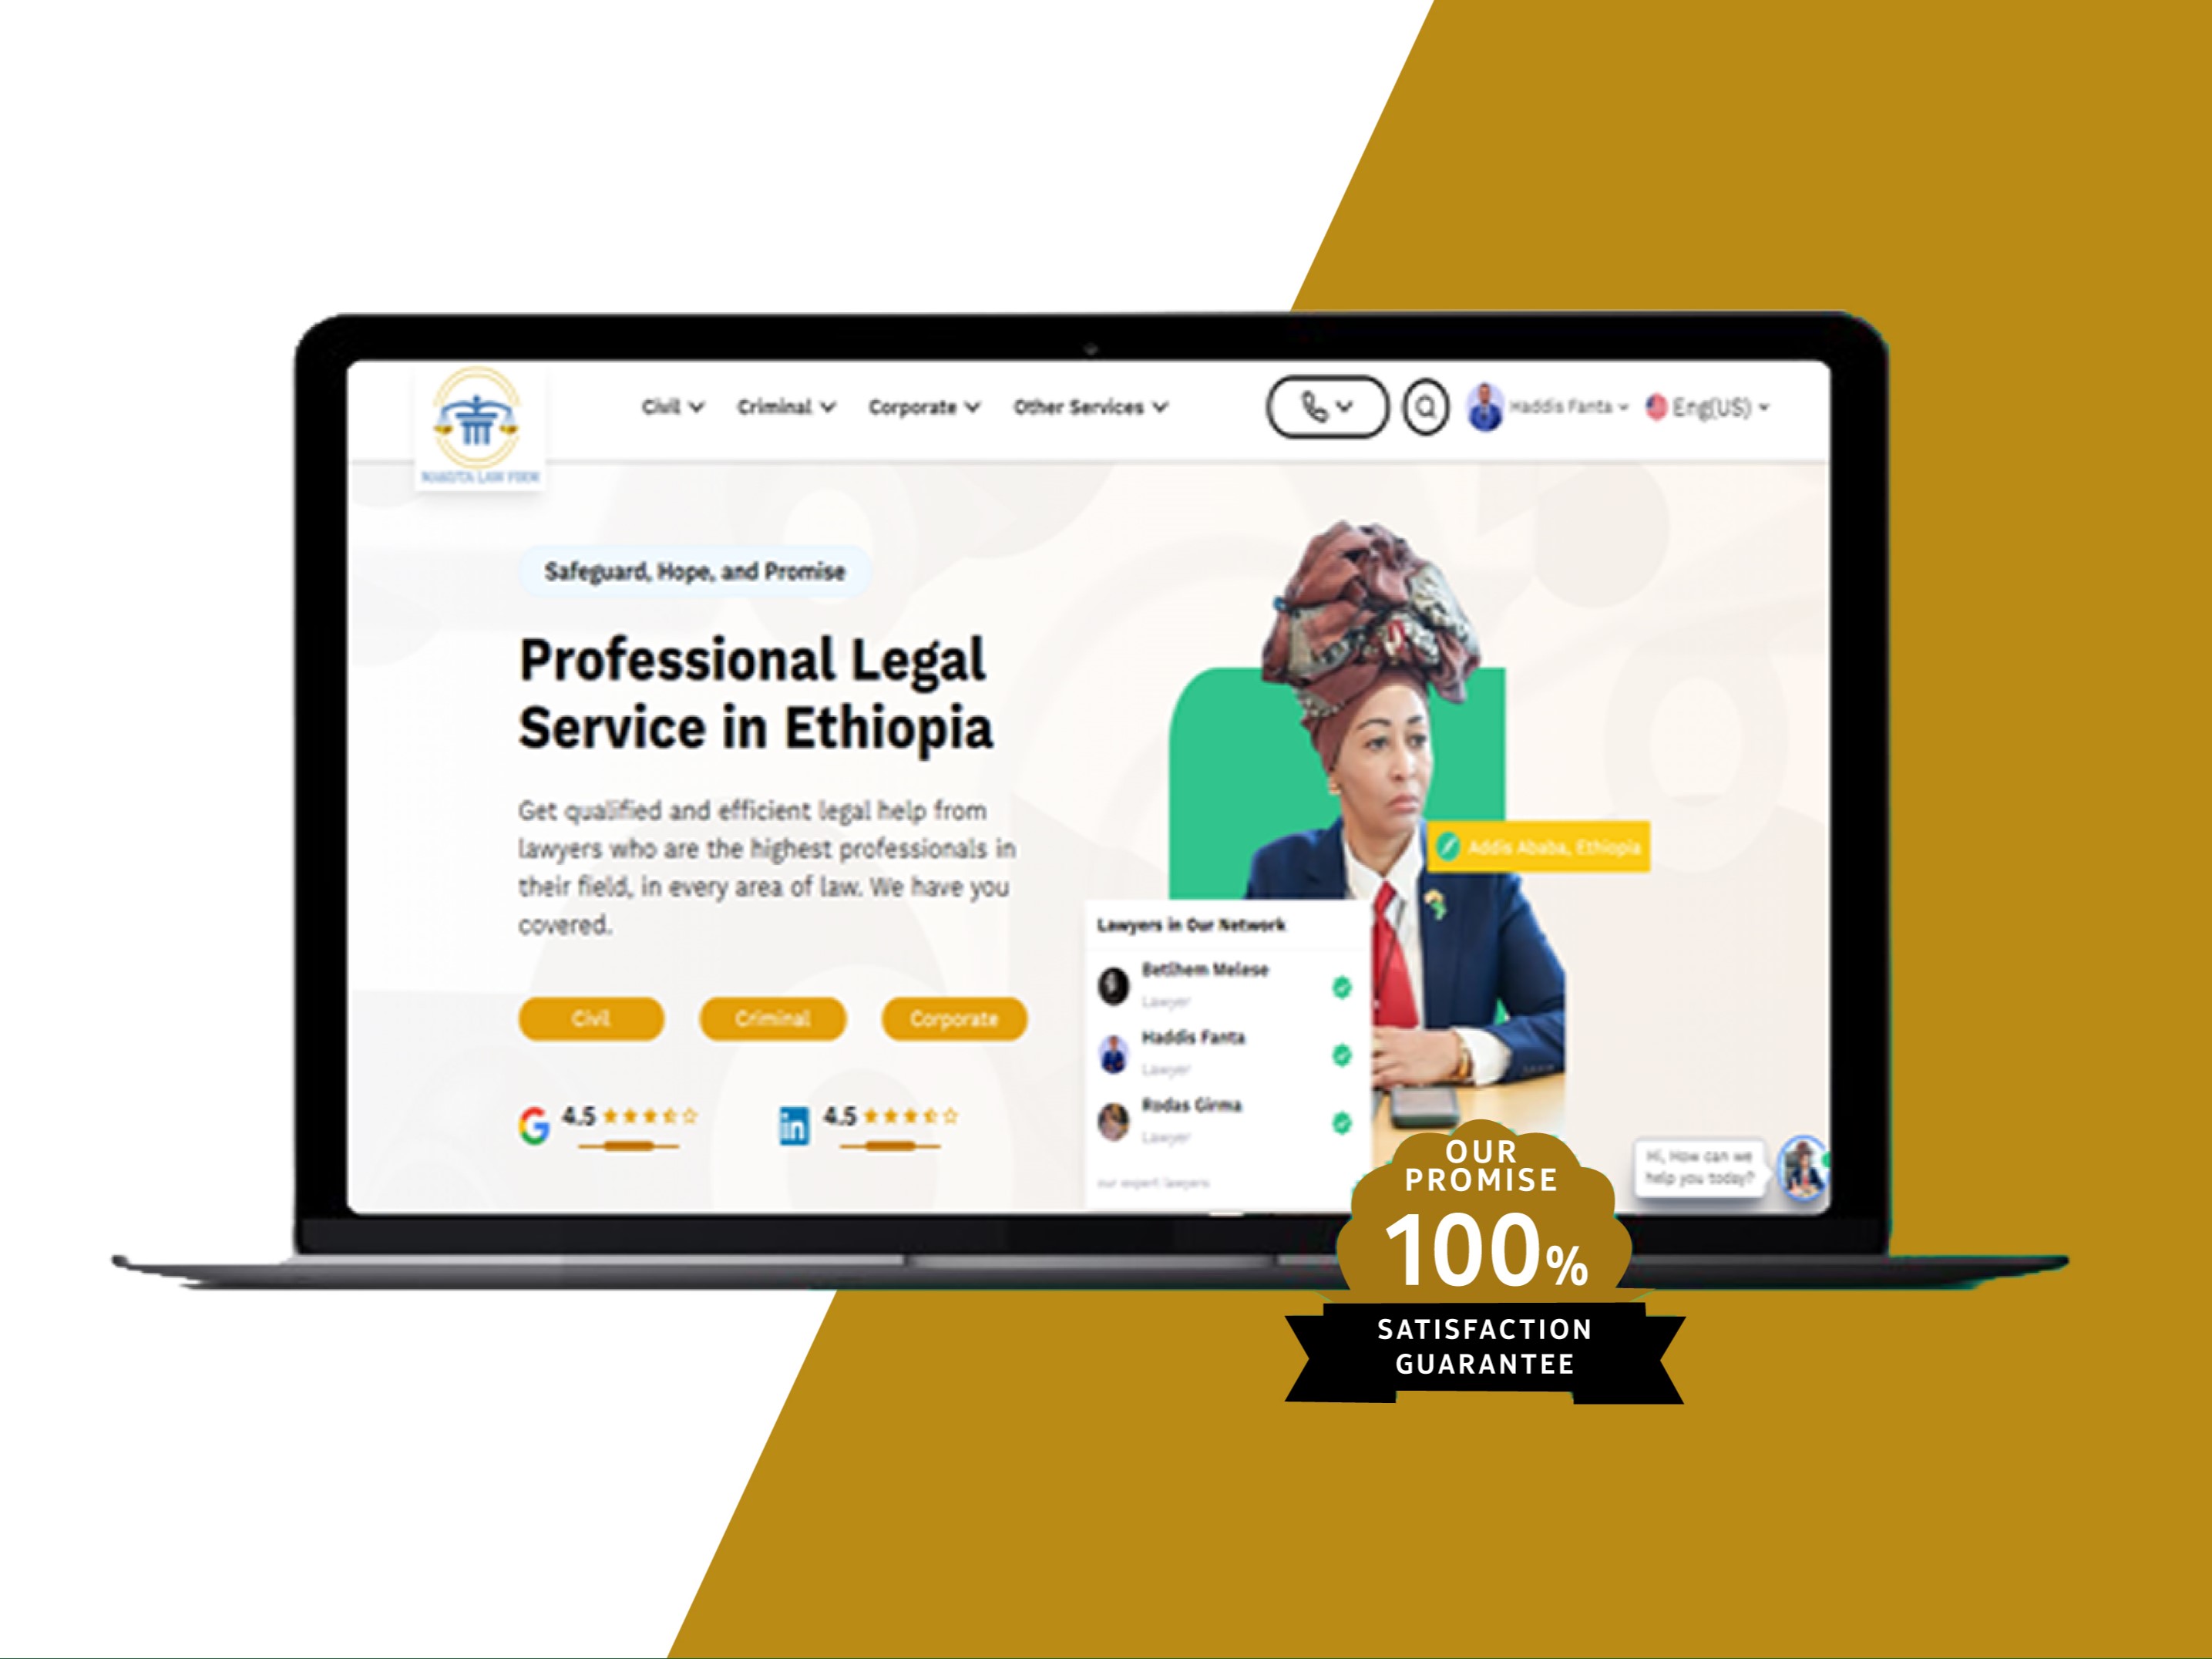 Civil
Criminal
Corporate
Other Services
Haddis Fanta
Eng(US)
LAW FIRM
Safeguard, Hope, and Promise
Professional Legal
Service in Ethiopia
Get qualified and efficient legal help from
lawyers who are the highest professionals in
their field, in every area of law. We have you
covered.
Civil
Criminal
Corporate
4.5
in
4.5
Addis Ababa, Ethiopia
Lawyers in Our Network
Betlhem Melese
Lawyer
Haddis Fanta
Lawyer
Rodas Girma
Lawyer
our expert lawyers
Hi, How can we
help you today?
OUR
PROMISE
100%
SATISFACTION
GUARANTEE